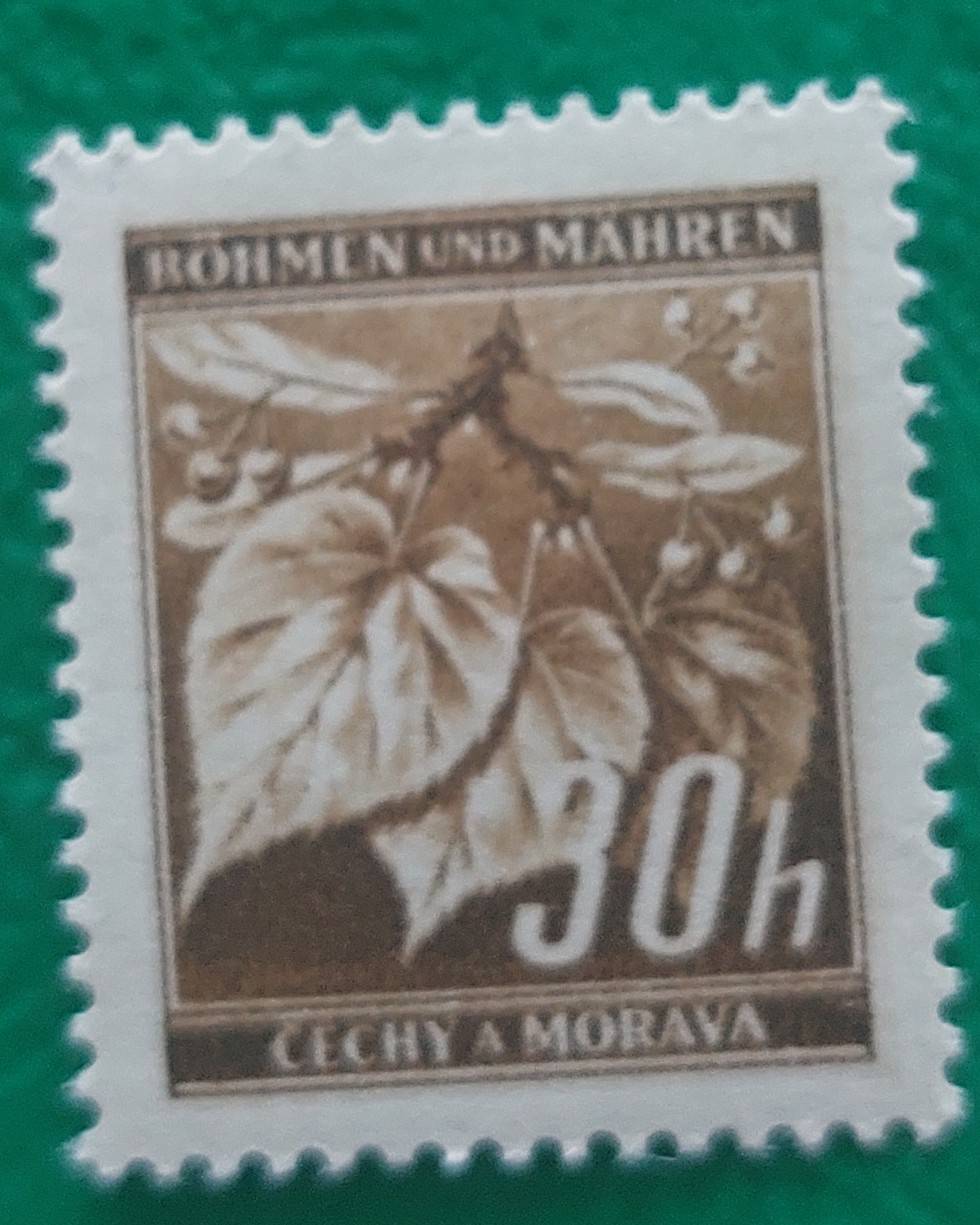 BÖHMEN UND MÄHREN
30h
ČECHY A MORAVA